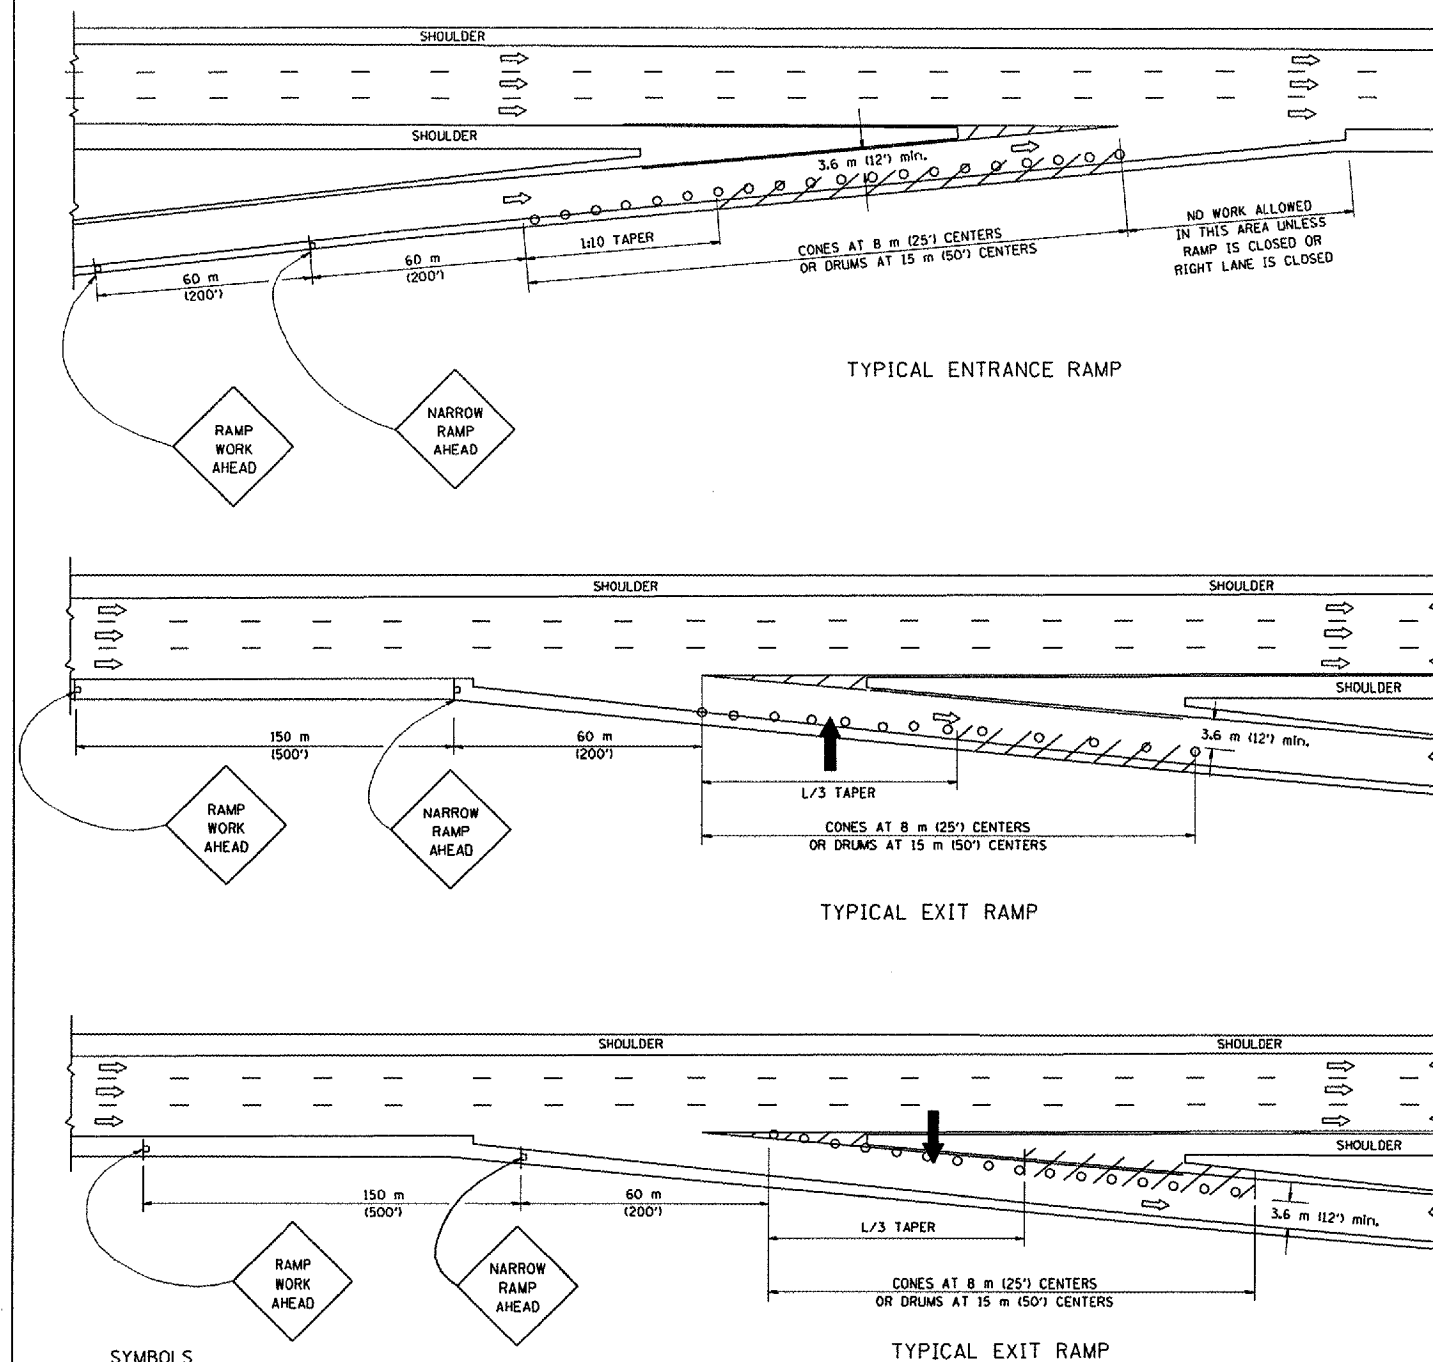 SHOULDER
SHOULDER
3.6 m (12') min.
1:10 TAPER
60 m
(200')
60 m
(200')
CONES AT 8 m (25') CENTERS
OR DRUMS AT 15 m (50') CENTERS
NO WORK ALLOWED
IN THIS AREA UNLESS
RAMP IS CLOSED OR
RIGHT LANE IS CLOSED
RAMP
WORK
AHEAD
NARROW
RAMP
AHEAD
TYPICAL ENTRANCE RAMP
SHOULDER
SHOULDER
SHOULDER
150 m
(500')
60 m
(200')
3.6 m (12') min.
L/3 TAPER
RAMP
WORK
AHEAD
NARROW
RAMP
AHEAD
CONES AT 8 m (25') CENTERS
OR DRUMS AT 15 m (50') CENTERS
TYPICAL EXIT RAMP
SHOULDER
SHOULDER
SHOULDER
150 m
(500')
60 m
(200')
3.6 m (12') min.
L/3 TAPER
RAMP
WORK
AHEAD
NARROW
RAMP
AHEAD
CONES AT 8 m (25') CENTERS
OR DRUMS AT 15 m (50') CENTERS
TYPICAL EXIT RAMP
SYMBOLS